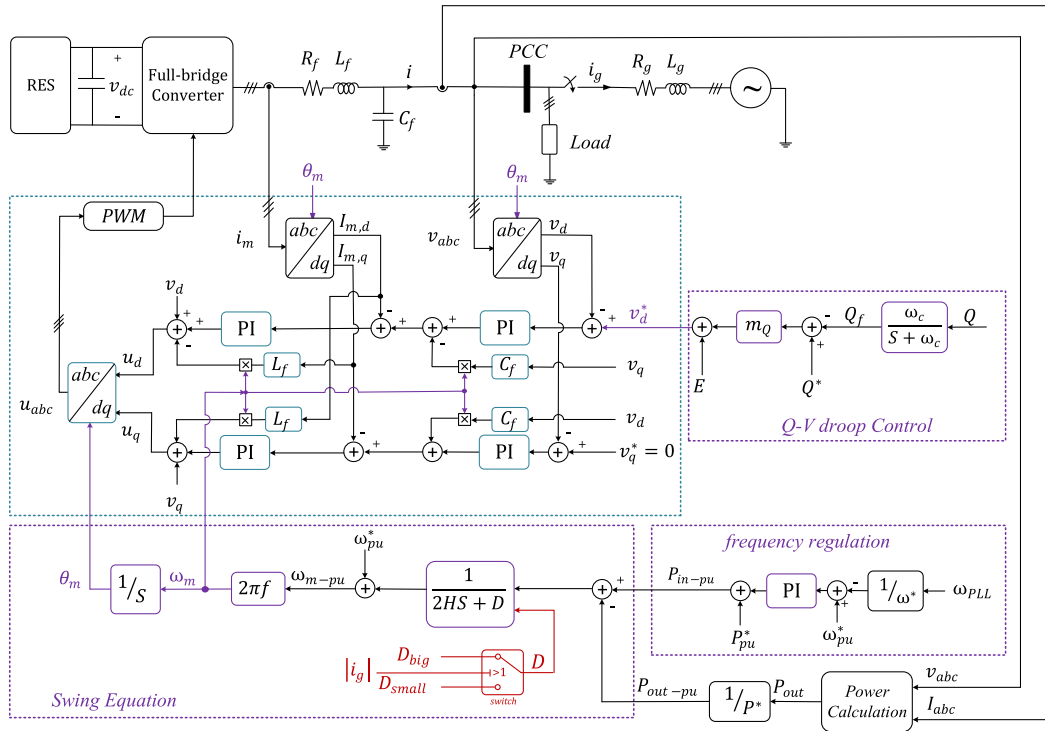 RES
+
v_dc
-
Full-bridge
Converter
R_f
L_f
i
C_f
PCC
i_g
R_g
L_g
~
Load
θ_m
θ_m
PWM
i_m
abc
dq
I_m,d
I_m,q
v_abc
abc
dq
v_d
v_q
v_d
+
+
-
PI
-
+
+
-
-
PI
-
+
v_d^*
+
E
m_Q
-
+
Q^*
Q_f
ω_c
S + ω_c
Q
Q-V droop Control
u_d
L_f
C_f
v_q
abc
dq
u_abc
u_q
L_f
C_f
v_d
+
+
+
PI
-
+
+
+
PI
-
+
v_q^* = 0
v_q
θ_m
1/S
ω_m
2πf
ω_m-pu
ω_pu^*
+
1
2HS + D
+
-
P_in-pu
frequency regulation
+
P_pu^*
PI
-
+
ω_pu^*
1/ω*
ω_PLL
|i_g|
D_big
D_small
>1
D
switch
Swing Equation
P_out-pu
1/P*
P_out
Power
Calculation
v_abc
I_abc